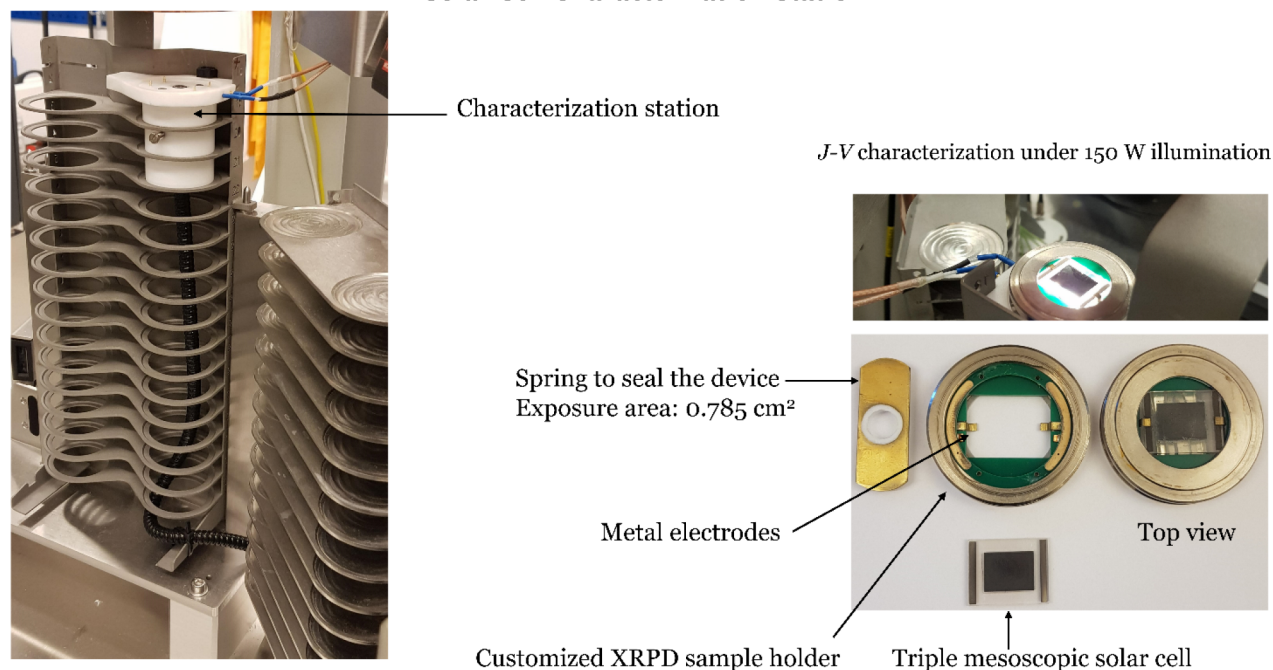 Characterization station
J-V characterization under 150 W illumination
Spring to seal the device
Exposure area: 0.785 cm²
Metal electrodes
Top view
Customized XRPD sample holder
Triple mesoscopic solar cell